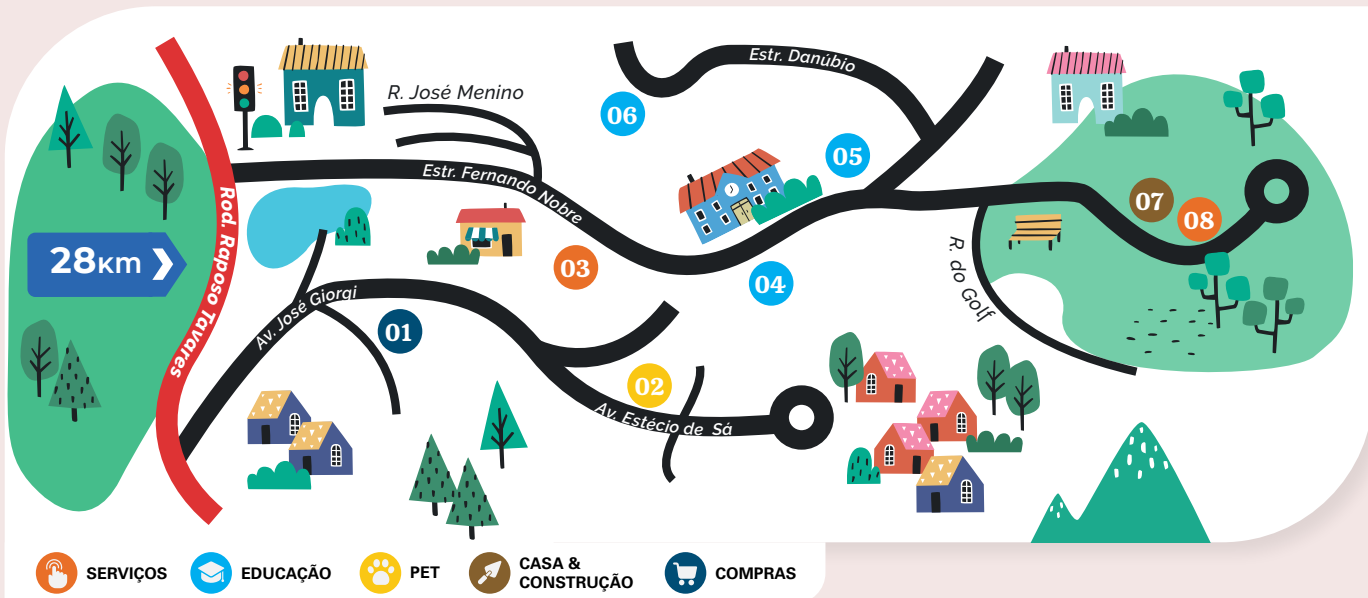 Estr. Danúbio
R. José Menino
06
05
Estr. Fernando Nobre
Rod. Raposo Tavares
07
08
28KM
03
04
R. do Golf
Av. José Giorgi
01
02
Av. Estécio de Sá
SERVIÇOS
EDUCAÇÃO
PET
CASA &
CONSTRUÇÃO
COMPRAS